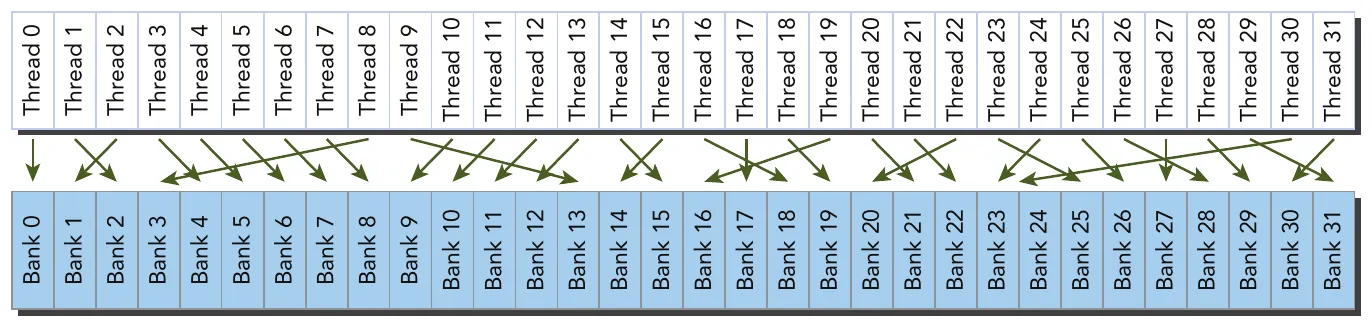 Thread 0
Thread 1
Thread 2
Thread 3
Thread 4
Thread 5
Thread 6
Thread 7
Thread 8
Thread 9
Thread 10
Thread 11
Thread 12
Thread 13
Thread 14
Thread 15
Thread 16
Thread 17
Thread 18
Thread 19
Thread 20
Thread 21
Thread 22
Thread 23
Thread 24
Thread 25
Thread 26
Thread 27
Thread 28
Thread 29
Thread 30
Thread 31
Bank 0
Bank 1
Bank 2
Bank 3
Bank 4
Bank 5
Bank 6
Bank 7
Bank 8
Bank 9
Bank 10
Bank 11
Bank 12
Bank 13
Bank 14
Bank 15
Bank 16
Bank 17
Bank 18
Bank 19
Bank 20
Bank 21
Bank 22
Bank 23
Bank 24
Bank 25
Bank 26
Bank 27
Bank 28
Bank 29
Bank 30
Bank 31